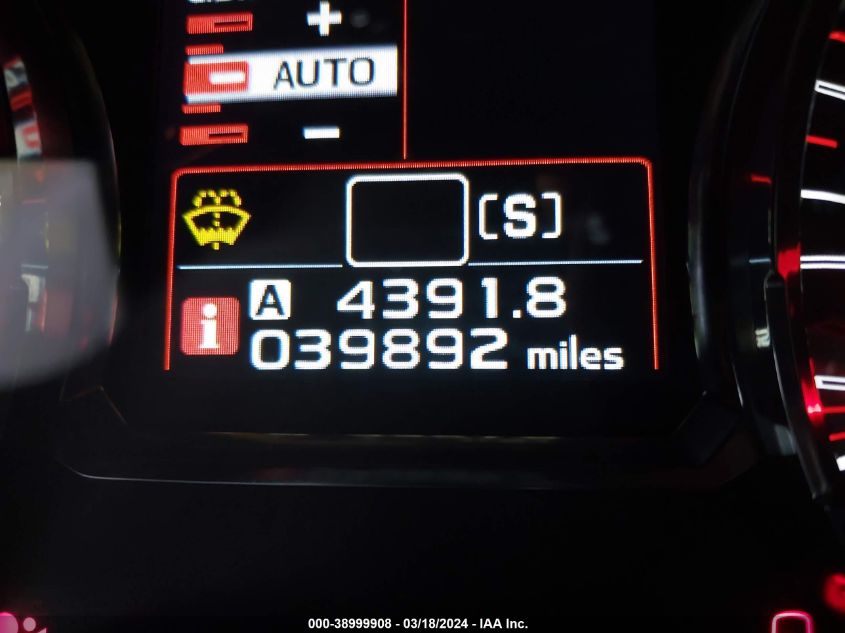 +
AUTO
-
[S]
i A 4391.8
039892 miles
000-38999908 - 03/18/2024 - IAA Inc.